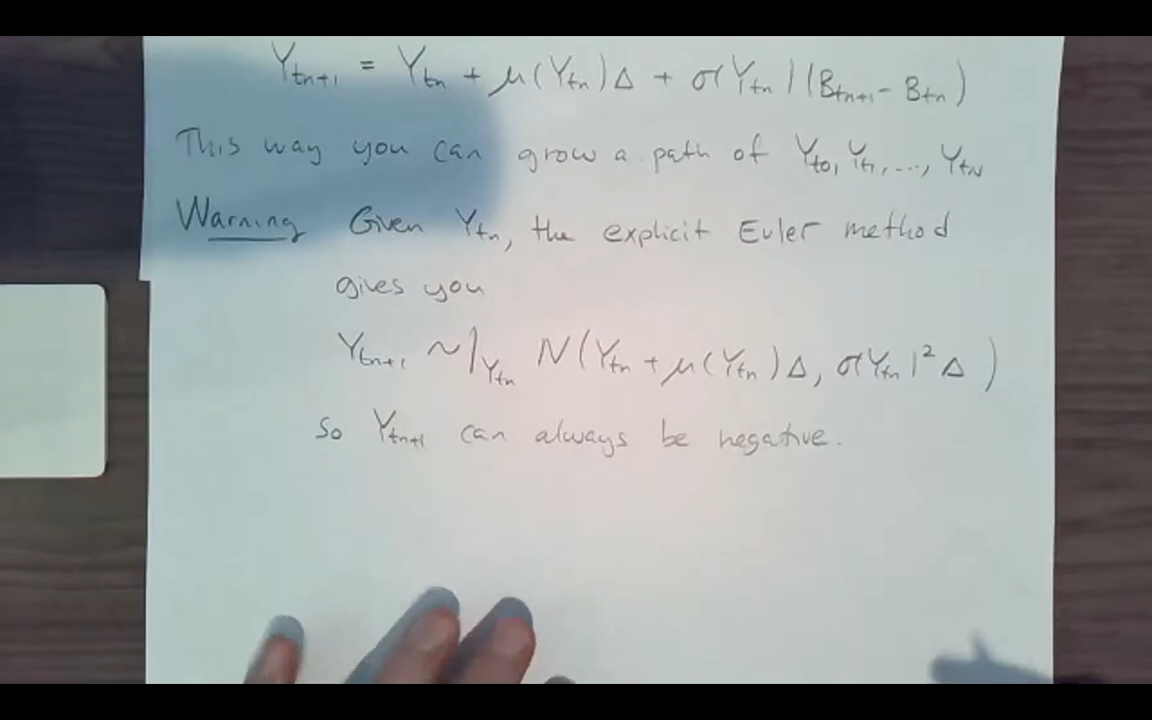 Y_{t_{n+1}} = Y_{t_n} + μ(Y_{t_n})Δ + σ(Y_{t_n})(B_{t_{n+1}} - B_{t_n})
This way you can grow a path of Y_{t_0}, Y_{t_1}, ..., Y_{t_N}
Warning Given Y_{t_n}, the explicit Euler method
gives you
Y_{t_{n+1}} ~|_{Y_{t_n}} N(Y_{t_n} + μ(Y_{t_n})Δ, σ(Y_{t_n})²Δ)
so Y_{t_{n+1}} can always be negative.